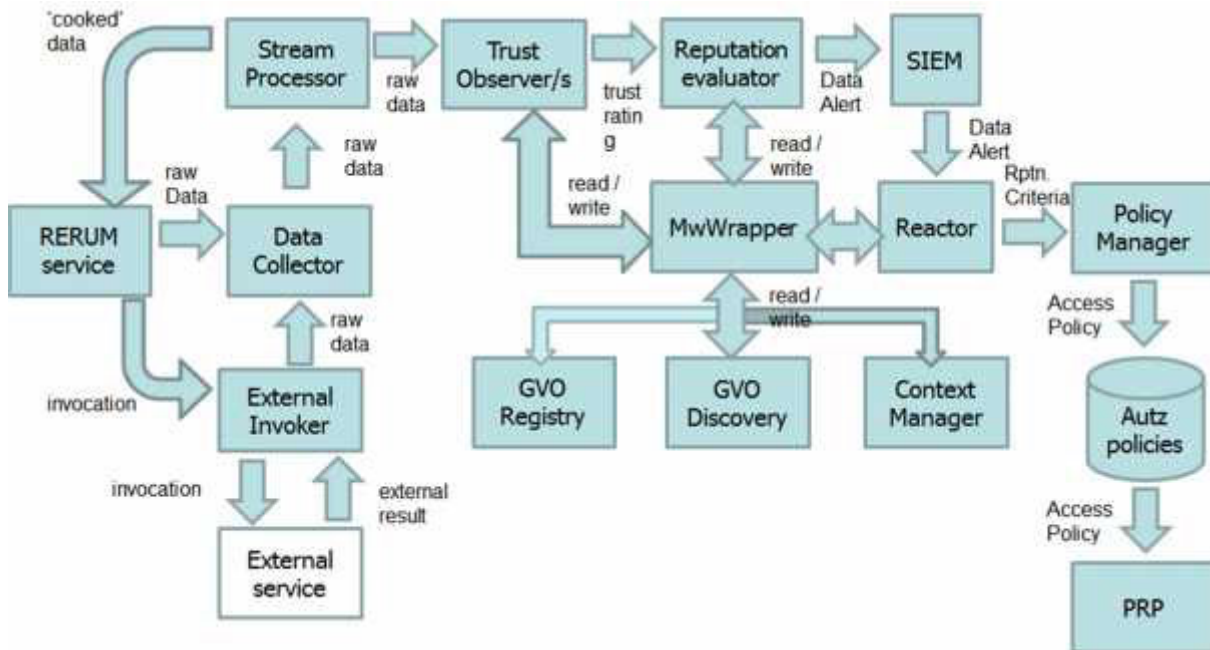 'cooked'
data
Stream
Processor
raw
data
Trust
Observer/s
trust
ratin
g
Reputation
evaluator
Data
Alert
SIEM
Data
Alert
raw
data
read /
write
read /
write
raw
Data
RERUM
service
Data
Collector
MwWrapper
Reactor
Rptn.
Criteria
Policy
Manager
raw
data
read /
write
Access
Policy
invocation
External
Invoker
GVO
Registry
GVO
Discovery
Context
Manager
Autz
policies
invocation
external
result
Access
Policy
External
service
PRP